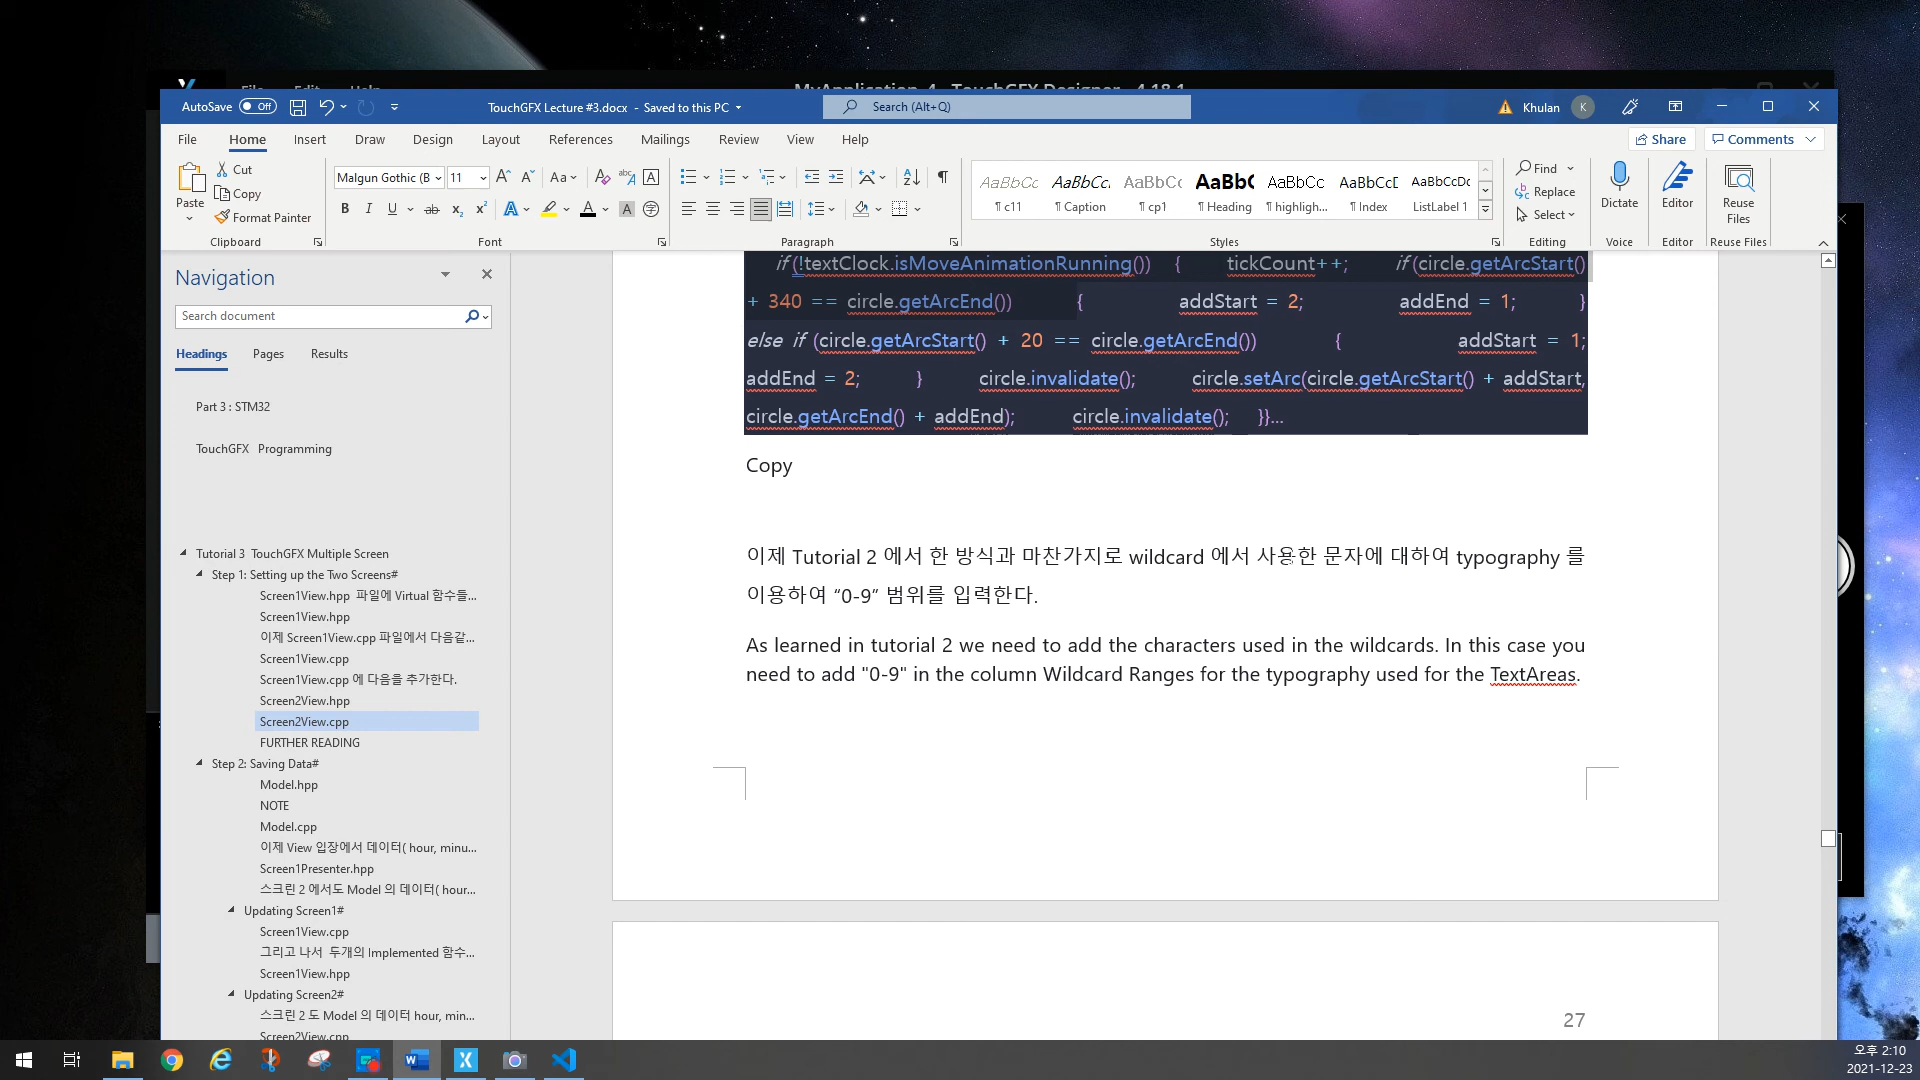 MyApplication_4 - TouchGFX Designer - 4.18.1
AutoSave Off
TouchGFX Lecture #3.docx - Saved to this PC
Search (Alt+Q)
Khulan K
File Home Insert Draw Design Layout References Mailings Review View Help
Share Comments
Paste
Cut
Copy
Format Painter
Clipboard
Malgun Gothic (B 11
Font
Paragraph
AaBbCc AaBbCc AaBbCc AaBbC AaBbCc AaBbCcD AaBbCcDc
¶ c11 ¶ Caption ¶ cp1 ¶ Heading ¶ highligh... ¶ Index ListLabel 1
Styles
Find
Replace
Select
Editing
Dictate
Voice
Editor
Editor
Reuse
Files
Reuse Files
Navigation
Search document
Headings Pages Results
Part 3 : STM32
TouchGFX Programming
Tutorial 3 TouchGFX Multiple Screen
Step 1: Setting up the Two Screens#
Screen1View.hpp 파일에 Virtual 함수들...
Screen1View.hpp
이제 Screen1View.cpp 파일에서 다음같...
Screen1View.cpp
Screen1View.cpp 에 다음을 추가한다.
Screen2View.hpp
Screen2View.cpp
FURTHER READING
Step 2: Saving Data#
Model.hpp
NOTE
Model.cpp
이제 View 입장에서 데이터( hour, minu...
Screen1Presenter.hpp
스크린 2 에서도 Model 의 데이터( hour...
Updating Screen1#
Screen1View.cpp
그리고 나서 두개의 Implemented 함수...
Screen1View.hpp
Updating Screen2#
스크린 2 도 Model 의 데이터 hour, min...
Screen2View.cpp
if(!textClock.isMoveAnimationRunning()) { tickCount++; if(circle.getArcStart()
+ 340 == circle.getArcEnd()) { addStart = 2; addEnd = 1; }
else if (circle.getArcStart() + 20 == circle.getArcEnd()) { addStart = 1;
addEnd = 2; } circle.invalidate(); circle.setArc(circle.getArcStart() + addStart,
circle.getArcEnd() + addEnd); circle.invalidate(); }}...
Copy
이제 Tutorial 2 에서 한 방식과 마찬가지로 wildcard 에서 사용한 문자에 대하여 typography 를
이용하여 “0-9” 범위를 입력한다.
As learned in tutorial 2 we need to add the characters used in the wildcards. In this case you
need to add "0-9" in the column Wildcard Ranges for the typography used for the TextAreas.
27
오후 2:10
2021-12-23